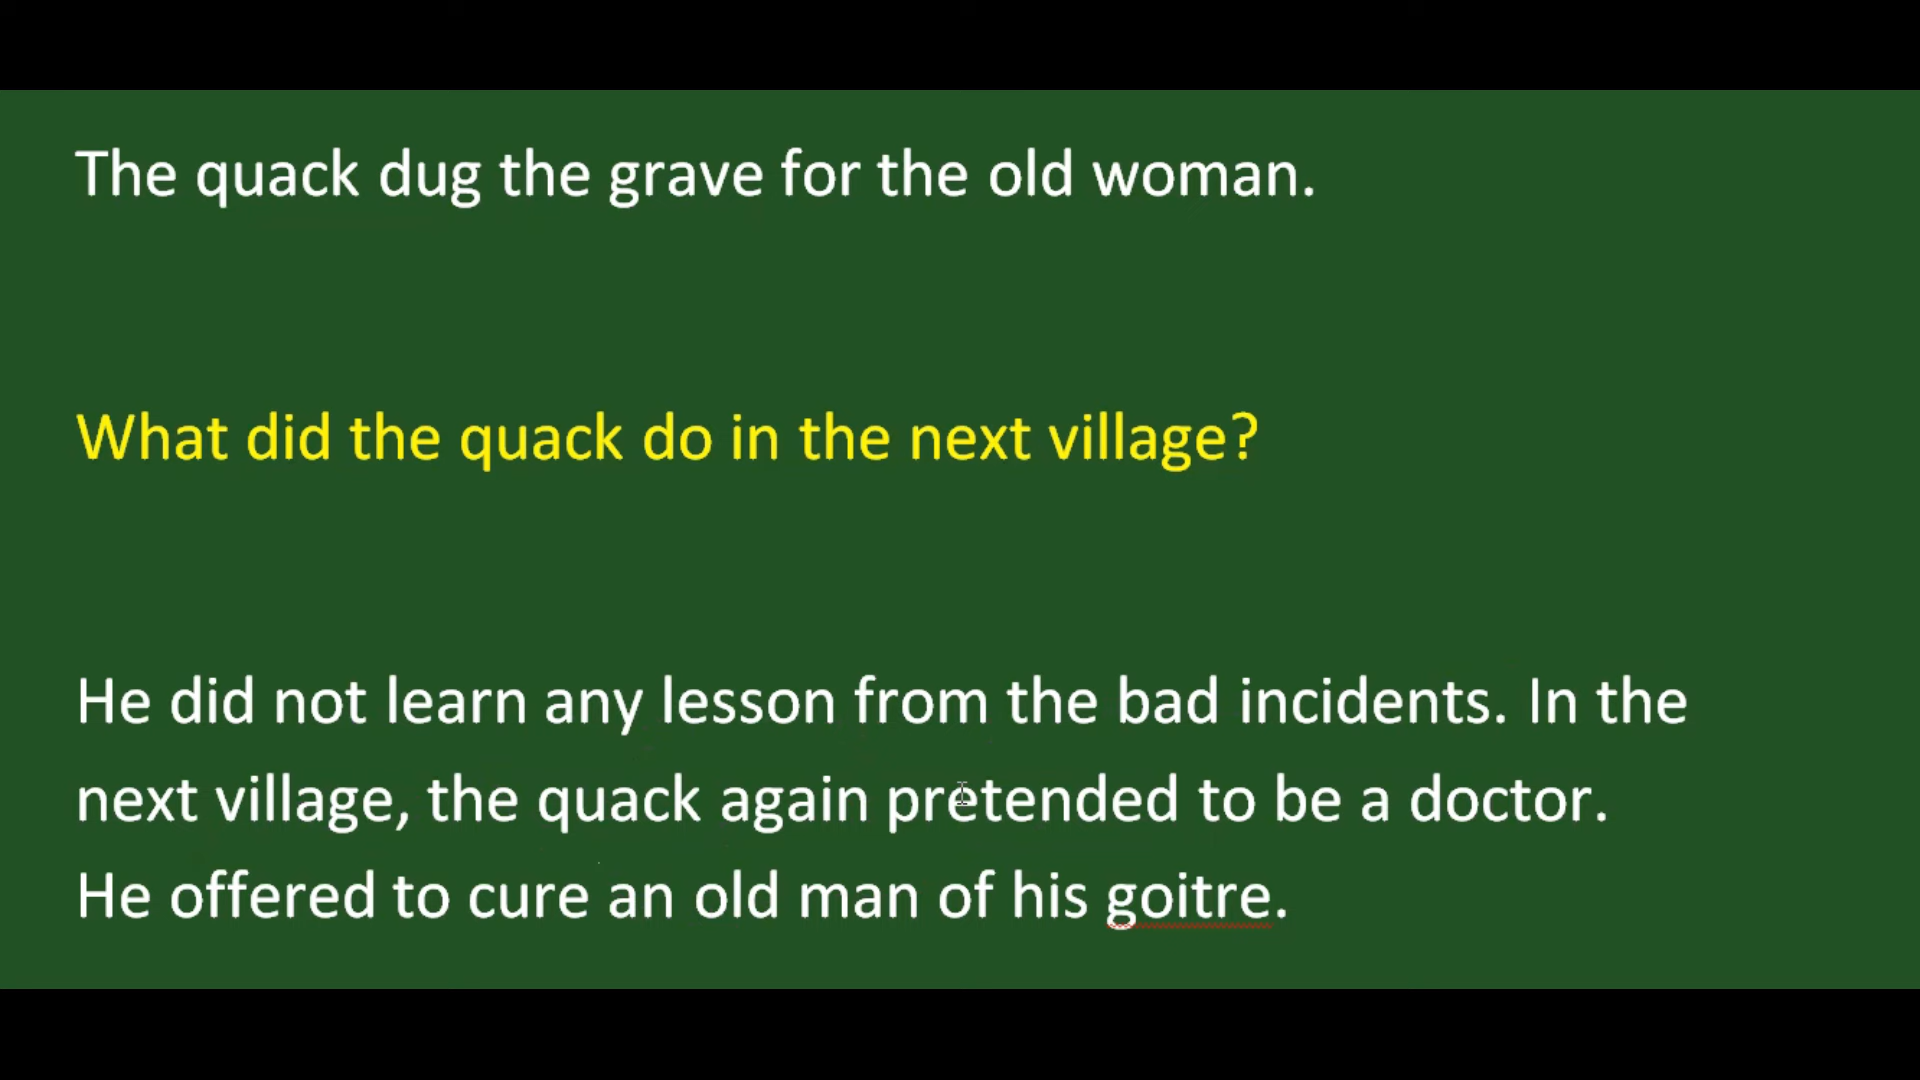 The quack dug the grave for the old woman.
What did the quack do in the next village?
He did not learn any lesson from the bad incidents. In the
next village, the quack again pretended to be a doctor.
He offered to cure an old man of his goitre.